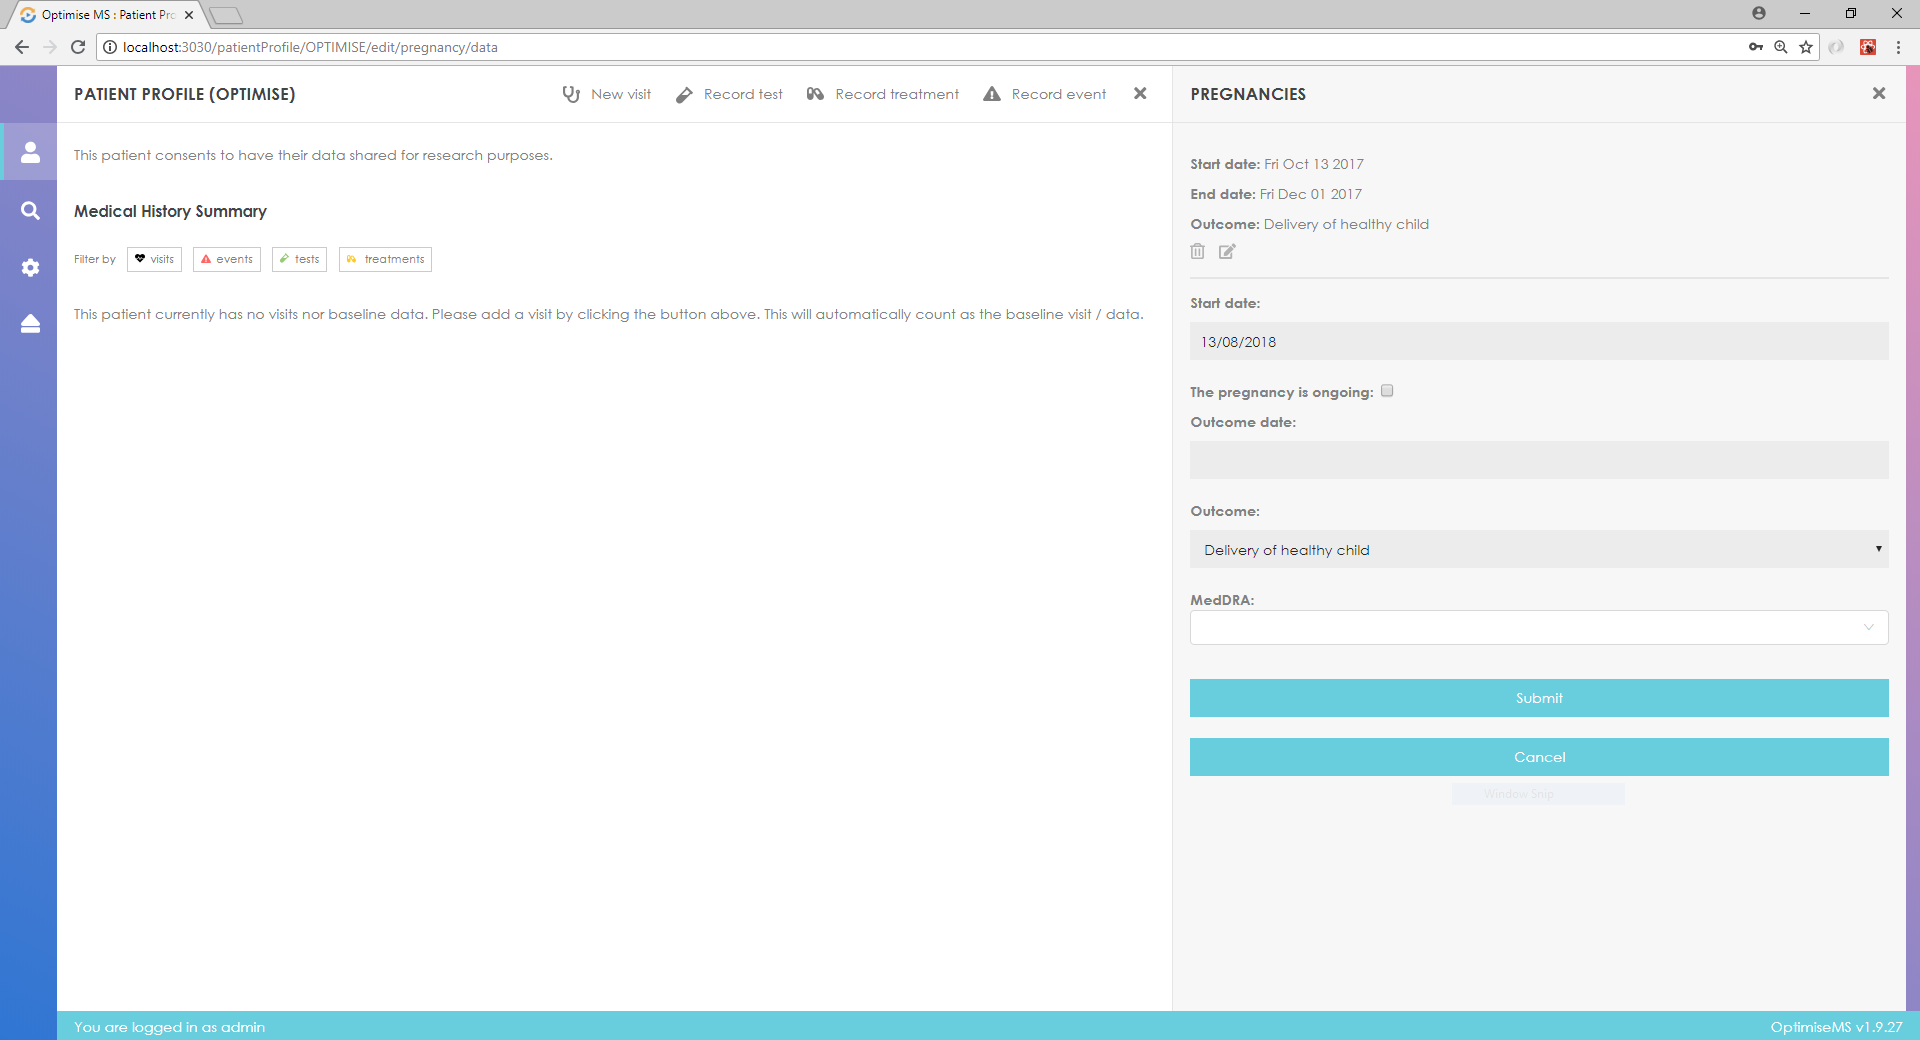 Optimise MS : Patient Pro
localhost:3030/patientProfile/OPTIMISE/edit/pregnancy/data
PATIENT PROFILE (OPTIMISE)
New visit
Record test
Record treatment
Record event
This patient consents to have their data shared for research purposes.
Medical History Summary
Filter by
visits
events
tests
treatments
This patient currently has no visits nor baseline data. Please add a visit by clicking the button above. This will automatically count as the baseline visit / data.
PREGNANCIES
Start date: Fri Oct 13 2017
End date: Fri Dec 01 2017
Outcome: Delivery of healthy child
Start date:
13/08/2018
The pregnancy is ongoing:
Outcome date:
Outcome:
Delivery of healthy child
MedDRA:
Submit
Cancel
Window Snip
You are logged in as admin
OptimiseMS v1.9.27